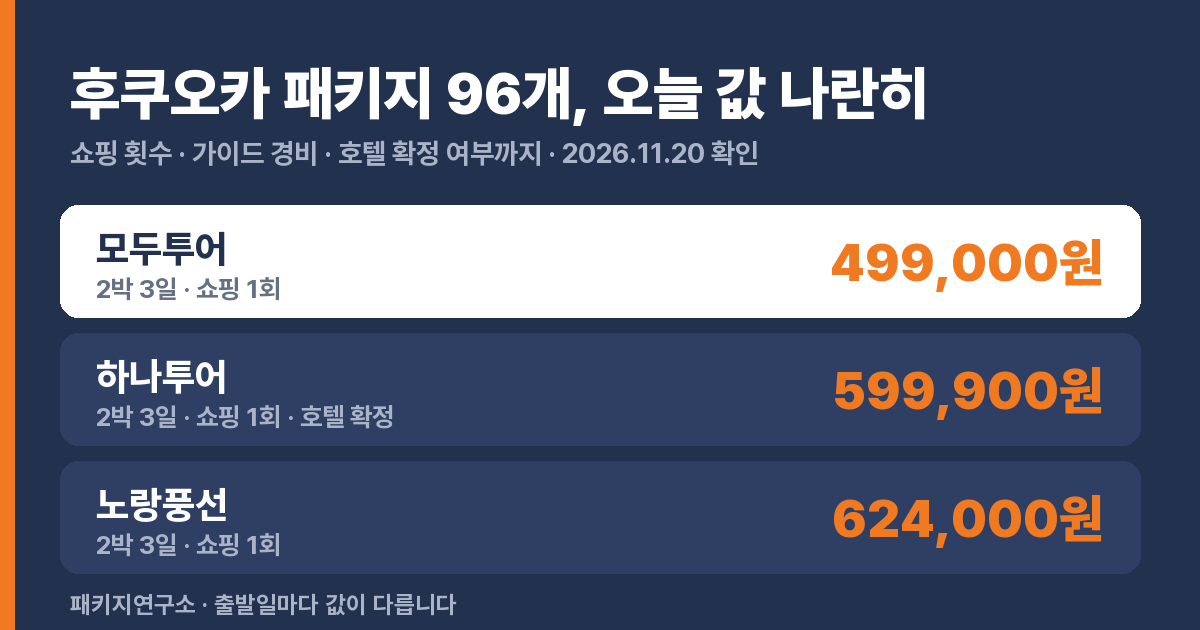 후쿠오카 패키지 96개, 오늘 값 나란히
쇼핑 횟수 · 가이드 경비 · 호텔 확정 여부까지 · 2026.11.20 확인
모두투어
2박 3일 · 쇼핑 1회
499,000원
하나투어
2박 3일 · 쇼핑 1회 · 호텔 확정
599,900원
노랑풍선
2박 3일 · 쇼핑 1회
624,000원
패키지연구소 · 출발일마다 값이 다릅니다